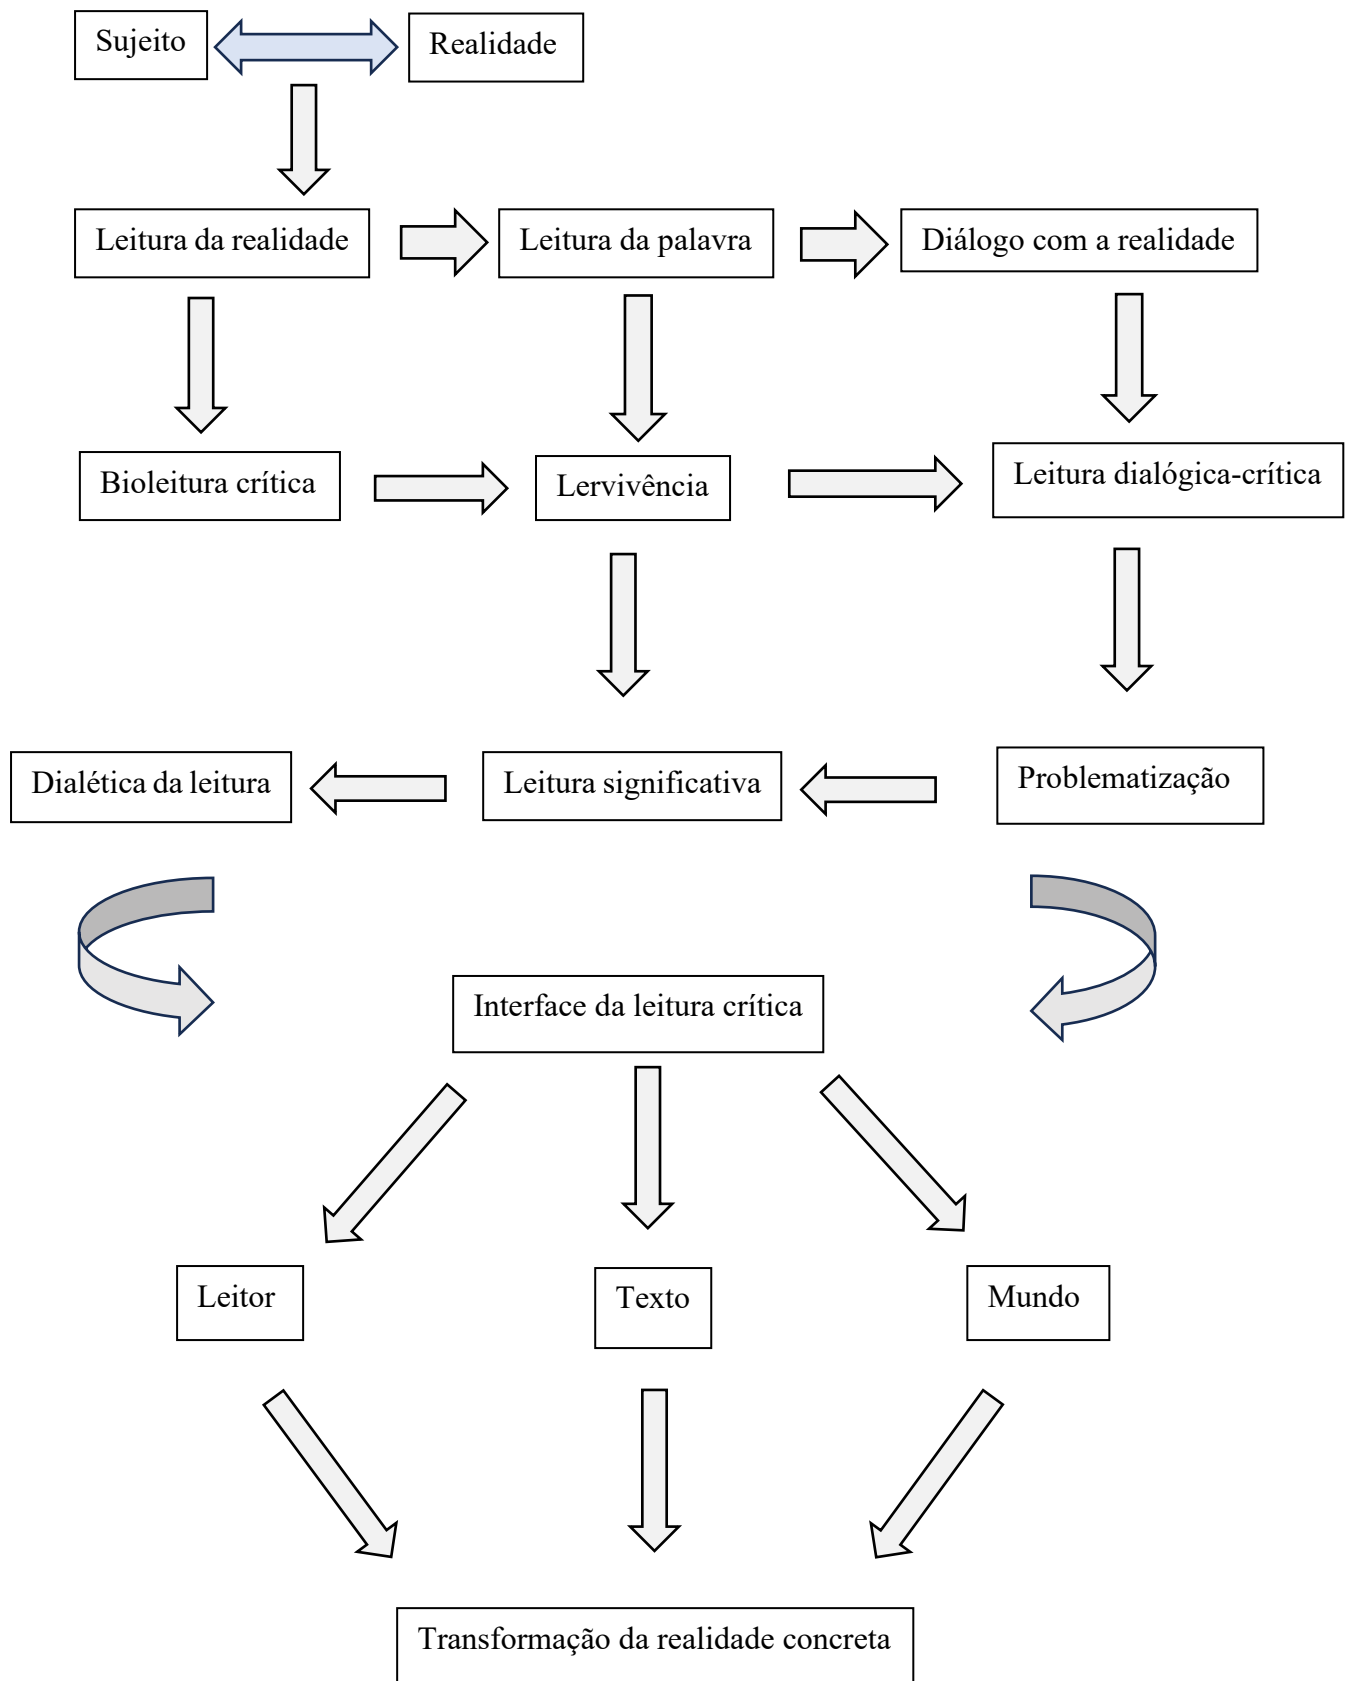 Sujeito
Realidade
Leitura da realidade
Leitura da palavra
Diálogo com a realidade
Bioleitura crítica
Lervivência
Leitura dialógica-crítica
Dialética da leitura
Leitura significativa
Problematização
Interface da leitura crítica
Leitor
Texto
Mundo
Transformação da realidade concreta